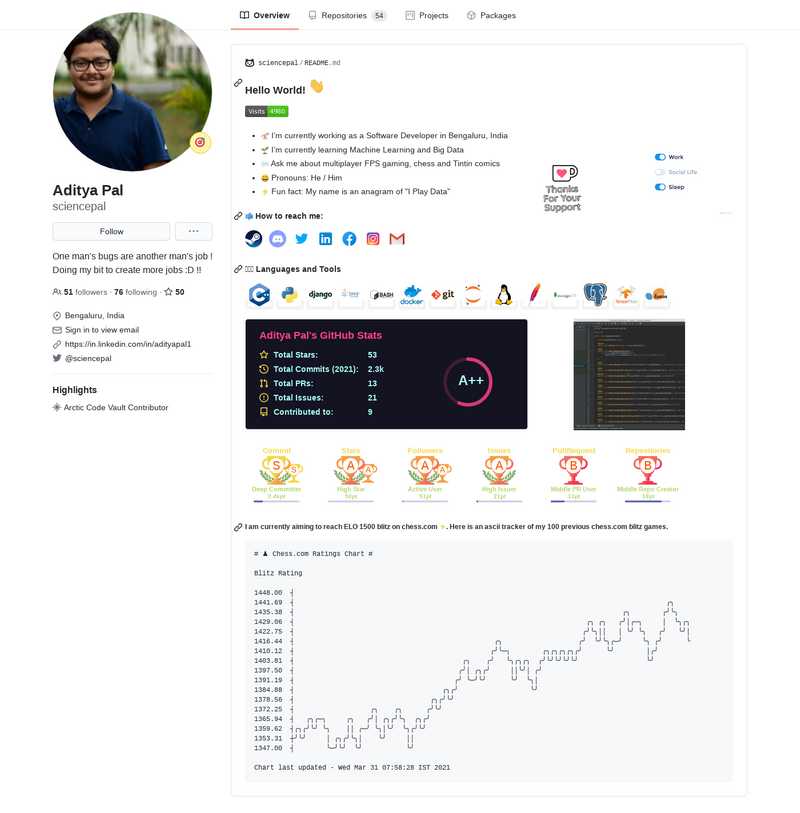 Overview
Repositories 54
Projects
Packages
Aditya Pal
sciencepal
Follow
One man's bugs are another man's job !
Doing my bit to create more jobs :D !!
51 followers · 76 following · 50
Bengaluru, India
Sign in to view email
https://in.linkedin.com/in/adityapal1
@sciencepal
Highlights
Arctic Code Vault Contributor
sciencepal / README.md
Hello World! 👋
Visits 4980
I'm currently working as a Software Developer in Bengaluru, India
I'm currently learning Machine Learning and Big Data
Ask me about multiplayer FPS gaming, chess and Tintin comics
Pronouns: He / Him
Fun fact: My name is an anagram of "I Play Data"
Thanks
For Your
Support
Work
Social Life
Sleep
How to reach me:
Languages and Tools
django
BASH
docker
git
Aditya Pal's GitHub Stats
Total Stars: 53
Total Commits (2021): 2.3k
Total PRs: 13
Total Issues: 21
Contributed to: 9
A++
Commit
Stars
Followers
Issues
PullRequest
Repositories
S S
A A
A A
A
B
B
Deep Committer
High Star
Active User
High Issuer
Middle PR User
Middle Repo Creator
I am currently aiming to reach ELO 1500 blitz on chess.com ⚡. Here is an ascii tracker of my 100 previous chess.com blitz games.
# ♟ Chess.com Ratings Chart #
Blitz Rating
1448.00
1441.69
1435.38
1429.06
1422.75
1416.44
1410.12
1403.81
1397.50
1391.19
1384.88
1378.56
1372.25
1365.94
1359.62
1353.31
1347.00
Chart last updated - Wed Mar 31 07:58:28 IST 2021